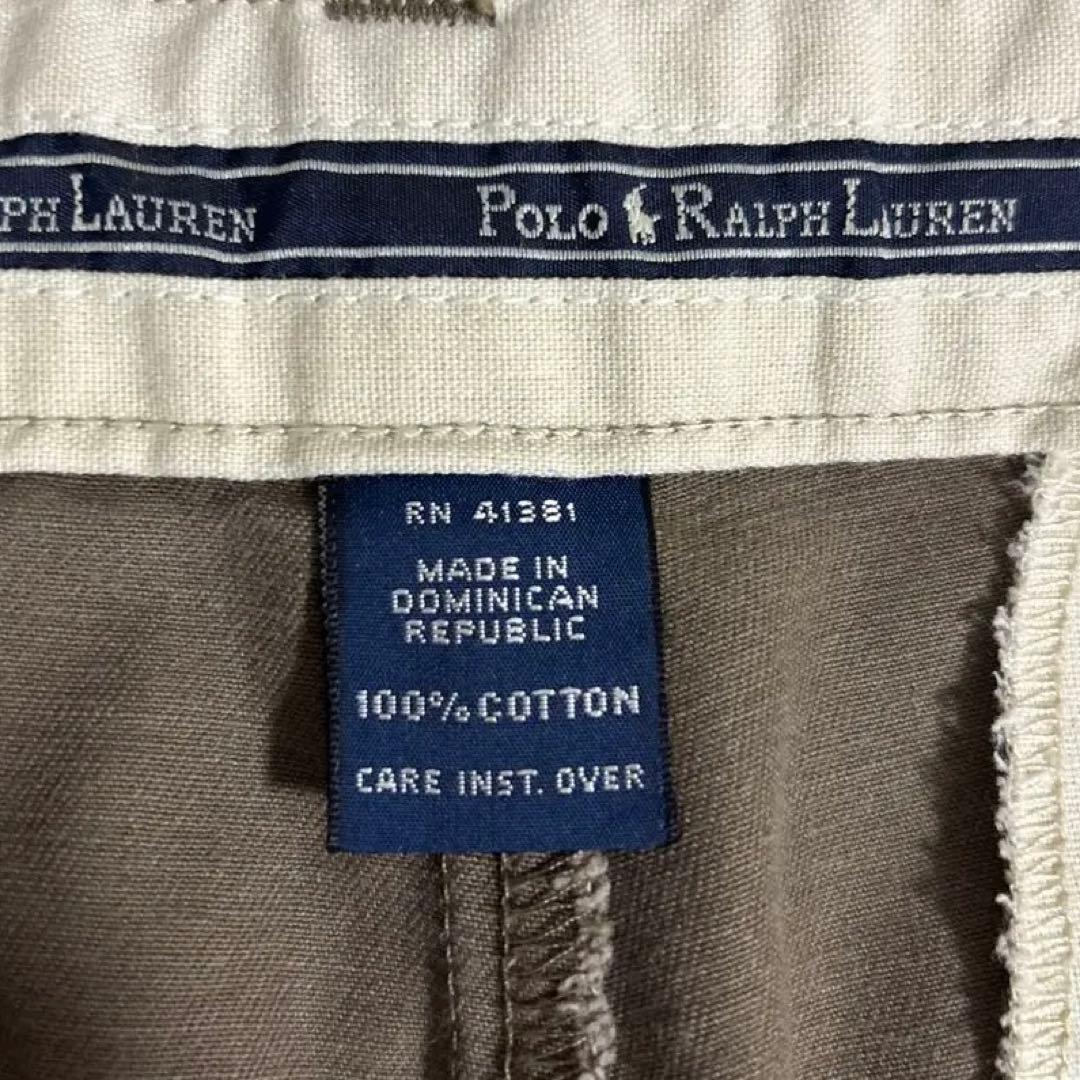 PH LAUREN POLO RALPH LAUREN
RN 41381
MADE IN
DOMINICAN
REPUBLIC
100% COTTON
CARE INST. OVER